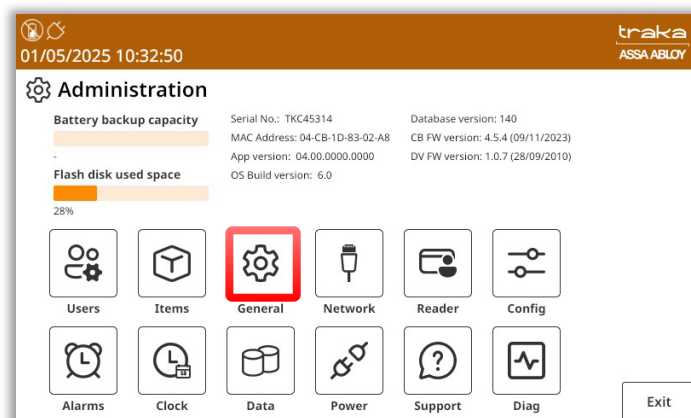 traka
01/05/2025 10:32:50
ASSA ABLOY
Administration
Battery backup capacity
-
Flash disk used space
28%
Serial No.: TKC45314
MAC Address: 04-CB-1D-83-02-A8
App version: 04.00.0000.0000
OS Build version: 6.0
Database version: 140
CB FW version: 4.5.4 (09/11/2023)
DV FW version: 1.0.7 (28/09/2010)
Users
Items
General
Network
Reader
Config
Alarms
Clock
Data
Power
Support
Diag
Exit